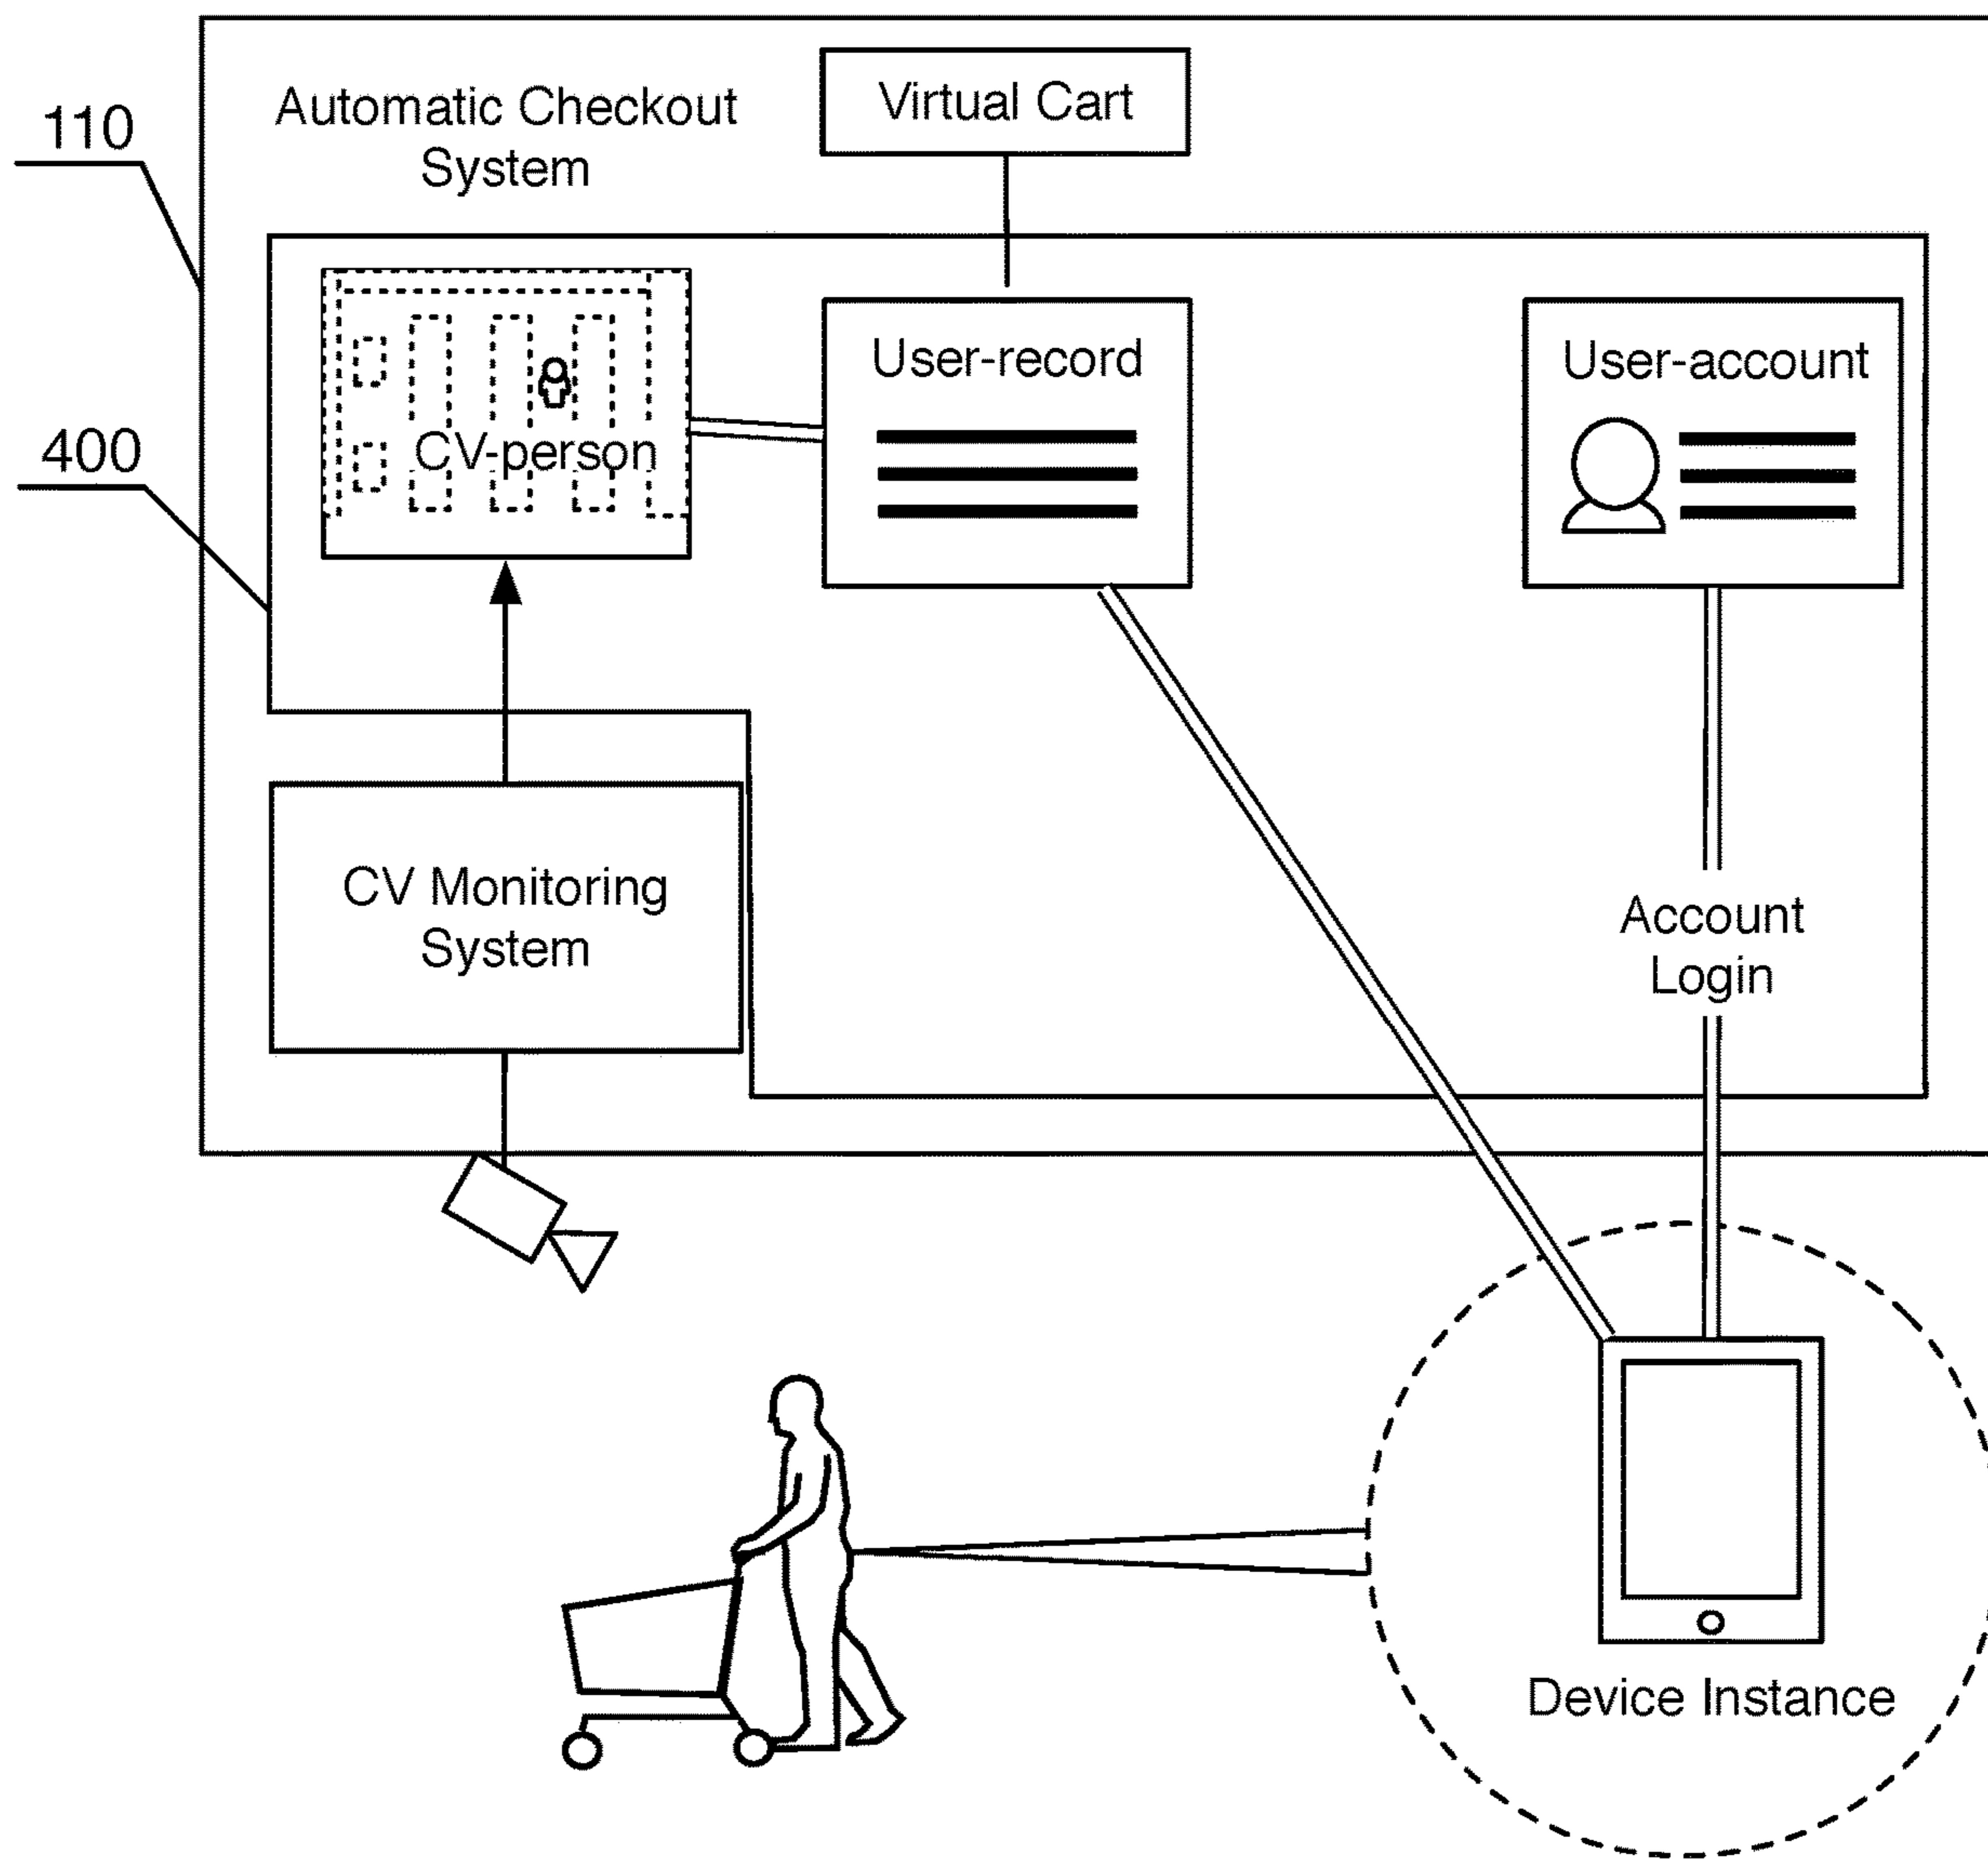 110
Automatic Checkout
System
Virtual Cart
400
CV-person
User-record
User-account
CV Monitoring
System
Account
Login
Device Instance